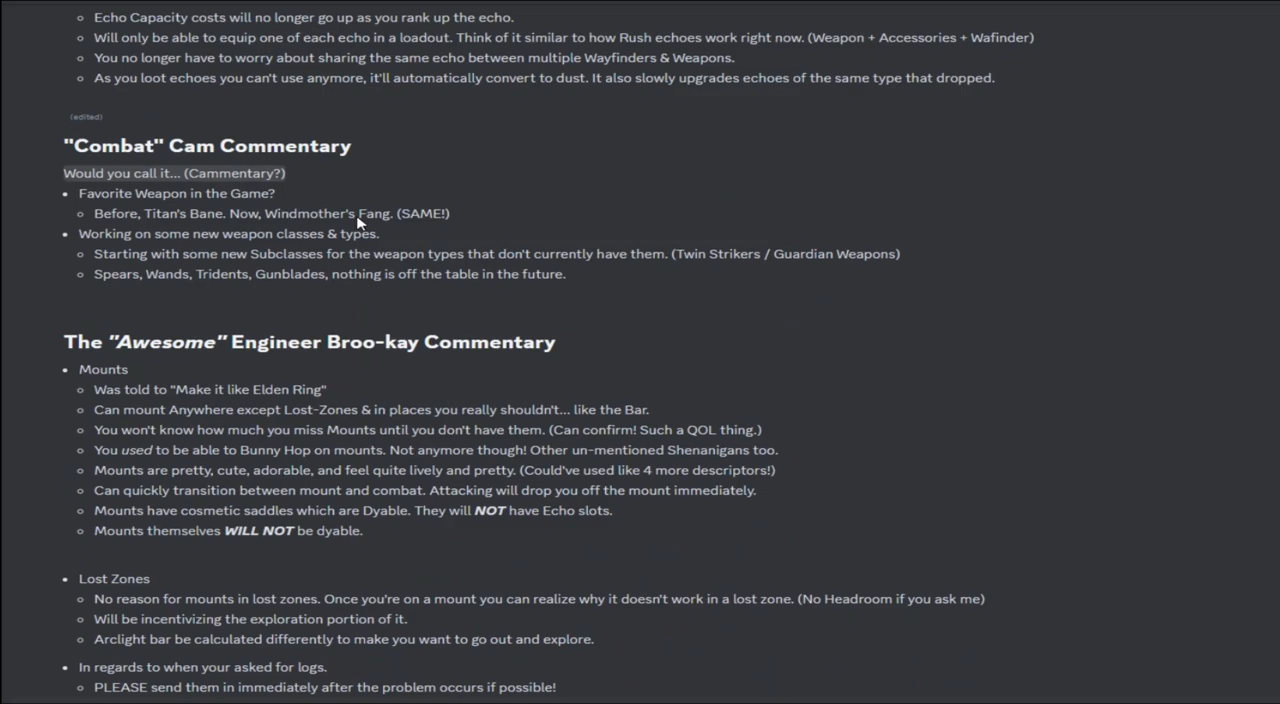 Echo Capacity costs will no longer go up as you rank up the echo.
Will only be able to equip one of each echo in a loadout. Think of it similar to how Rush echoes work right now. (Weapon + Accessories + Wafinder)
You no longer have to worry about sharing the same echo between multiple Wayfinders & Weapons.
As you loot echoes you can't use anymore, it'll automatically convert to dust. It also slowly upgrades echoes of the same type that dropped.
(edited)
"Combat" Cam Commentary
Would you call it... (Cammentary?)
Favorite Weapon in the Game?
Before, Titan's Bane. Now, Windmother's Fang. (SAME!)
Working on some new weapon classes & types.
Starting with some new Subclasses for the weapon types that don't currently have them. (Twin Strikers / Guardian Weapons)
Spears, Wands, Tridents, Gunblades, nothing is off the table in the future.
The "Awesome" Engineer Broo-kay Commentary
Mounts
Was told to "Make it like Elden Ring"
Can mount Anywhere except Lost-Zones & in places you really shouldn't... like the Bar.
You won't know how much you miss Mounts until you don't have them. (Can confirm! Such a QOL thing.)
You used to be able to Bunny Hop on mounts. Not anymore though! Other un-mentioned Shenanigans too.
Mounts are pretty, cute, adorable, and feel quite lively and pretty. (Could've used like 4 more descriptors!)
Can quickly transition between mount and combat. Attacking will drop you off the mount immediately.
Mounts have cosmetic saddles which are Dyable. They will NOT have Echo slots.
Mounts themselves WILL NOT be dyable.
Lost Zones
No reason for mounts in lost zones. Once you're on a mount you can realize why it doesn't work in a lost zone. (No Headroom if you ask me)
Will be incentivizing the exploration portion of it.
Arclight bar be calculated differently to make you want to go out and explore.
In regards to when your asked for logs.
PLEASE send them in immediately after the problem occurs if possible!